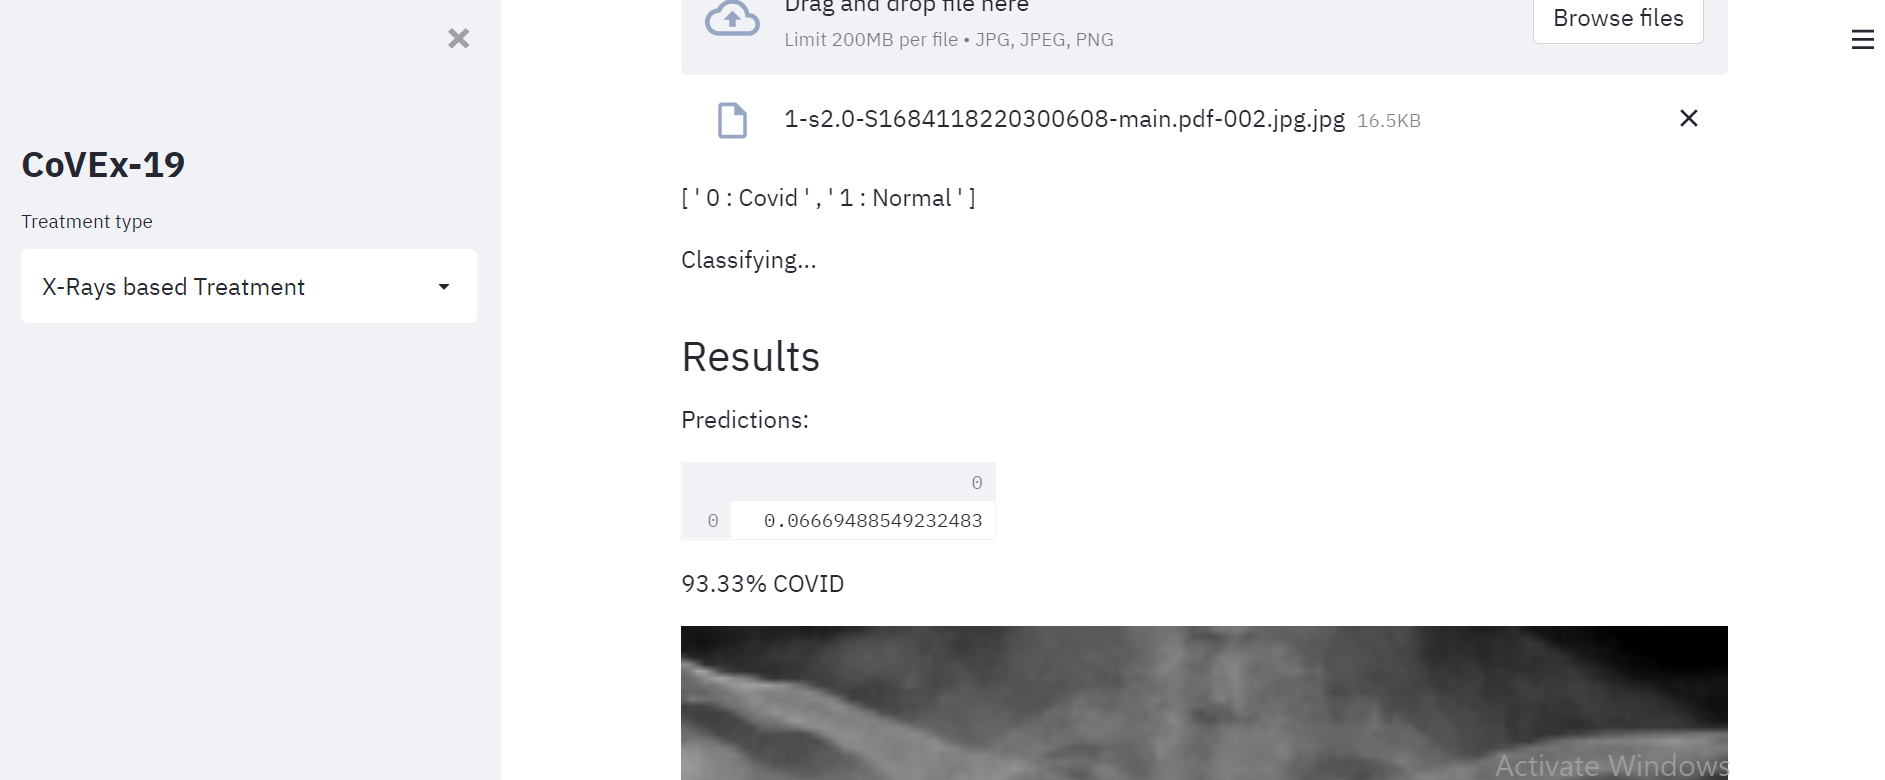 Drag and drop file here
Limit 200MB per file • JPG, JPEG, PNG
Browse files
1-s2.0-S1684118220300608-main.pdf-002.jpg.jpg 16.5KB
CoVEx-19
Treatment type
X-Rays based Treatment
[ ' 0 : Covid ' , ' 1 : Normal ' ]
Classifying...
Results
Predictions:
0
0 0.06669488549232483
93.33% COVID
Activate Windows